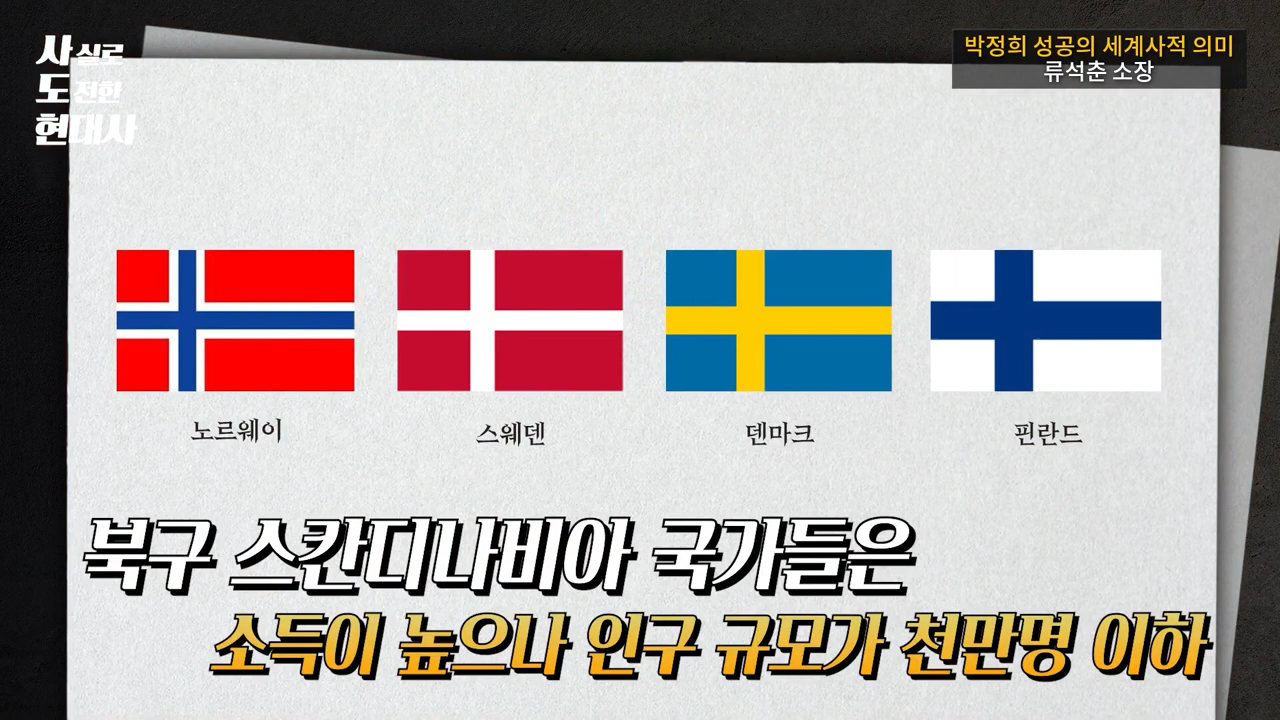 사실로
도전한
현대사
박정희 성공의 세계사적 의미
류석춘 소장
노르웨이
스웨덴
덴마크
핀란드
북구 스칸디나비아 국가들은
소득이 높으나 인구 규모가 천만명 이하